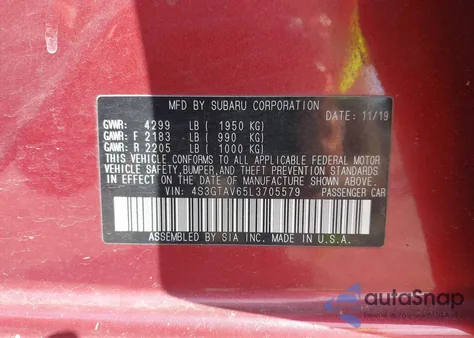 MFD BY SUBARU CORPORATION DATE: 11/19
GVWR: 4299 LB ( 1950 KG)
GAWR: F 2183 LB ( 990 KG)
GAWR: R 2205 LB ( 1000 KG)
THIS VEHICLE CONFORMS TO ALL APPLICABLE FEDERAL MOTOR
VEHICLE SAFETY, BUMPER, AND THEFT PREVENTION
STANDARDS IN EFFECT ON THE
DATE OF MANUFACTURE SHOWN ABOVE.
VIN: 4S3GTAV65L3705579 PASSENGER CAR
ASSEMBLED BY SIA INC. MADE IN U.S.A.
autoSnap